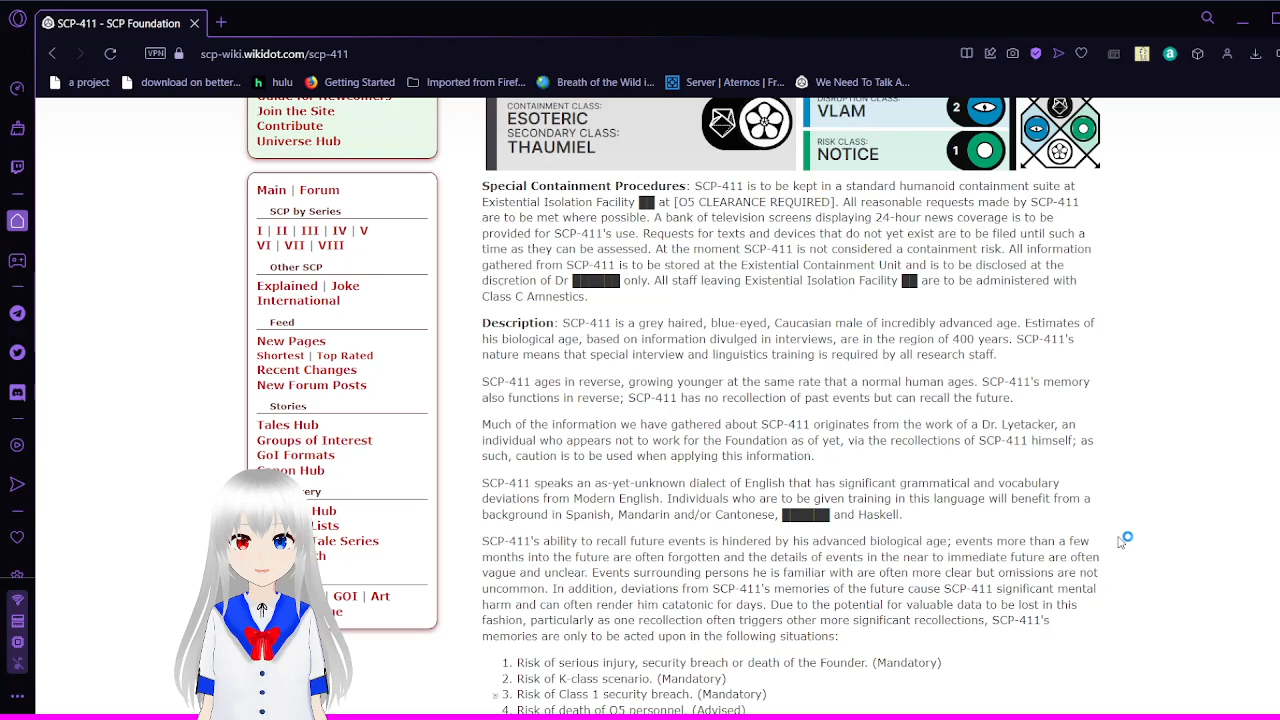 SCP-411 - SCP Foundation
VPN
scp-wiki.wikidot.com/scp-411
a project
download on better...
hulu
Getting Started
Imported from Firef...
Breath of the Wild i...
Server | Aternos | Fr...
We Need To Talk A...
Guide for Newcomers
Join the Site
Contribute
Universe Hub
Main | Forum
SCP by Series
I | II | III | IV | V
VI | VII | VIII
Other SCP
Explained | Joke
International
Feed
New Pages
Shortest | Top Rated
Recent Changes
New Forum Posts
Stories
Tales Hub
Groups of Interest
GoI Formats
Canon Hub
Hub
Lists
Tale Series
GOI | Art
CONTAINMENT CLASS:
ESOTERIC
SECONDARY CLASS:
THAUMIEL
DISRUPTION CLASS:
VLAM
2
RISK CLASS:
NOTICE
1
Special Containment Procedures: SCP-411 is to be kept in a standard humanoid containment suite at
Existential Isolation Facility ██ at [O5 CLEARANCE REQUIRED]. All reasonable requests made by SCP-411
are to be met where possible. A bank of television screens displaying 24-hour news coverage is to be
provided for SCP-411's use. Requests for texts and devices that do not yet exist are to be filed until such a
time as they can be assessed. At the moment SCP-411 is not considered a containment risk. All information
gathered from SCP-411 is to be stored at the Existential Containment Unit and is to be disclosed at the
discretion of Dr ██████ only. All staff leaving Existential Isolation Facility ██ are to be administered with
Class C Amnestics.
Description: SCP-411 is a grey haired, blue-eyed, Caucasian male of incredibly advanced age. Estimates of
his biological age, based on information divulged in interviews, are in the region of 400 years. SCP-411's
nature means that special interview and linguistics training is required by all research staff.
SCP-411 ages in reverse, growing younger at the same rate that a normal human ages. SCP-411's memory
also functions in reverse; SCP-411 has no recollection of past events but can recall the future.
Much of the information we have gathered about SCP-411 originates from the work of a Dr. Lyetacker, an
individual who appears not to work for the Foundation as of yet, via the recollections of SCP-411 himself; as
such, caution is to be used when applying this information.
SCP-411 speaks an as-yet-unknown dialect of English that has significant grammatical and vocabulary
deviations from Modern English. Individuals who are to be given training in this language will benefit from a
background in Spanish, Mandarin and/or Cantonese, ██████ and Haskell.
SCP-411's ability to recall future events is hindered by his advanced biological age; events more than a few
months into the future are often forgotten and the details of events in the near to immediate future are often
vague and unclear. Events surrounding persons he is familiar with are often more clear but omissions are not
uncommon. In addition, deviations from SCP-411's memories of the future cause SCP-411 significant mental
harm and can often render him catatonic for days. Due to the potential for valuable data to be lost in this
fashion, particularly as one recollection often triggers other more significant recollections, SCP-411's
memories are only to be acted upon in the following situations:
1. Risk of serious injury, security breach or death of the Founder. (Mandatory)
2. Risk of K-class scenario. (Mandatory)
3. Risk of Class 1 security breach. (Mandatory)
4. Risk of death of O5 personnel. (Advised)